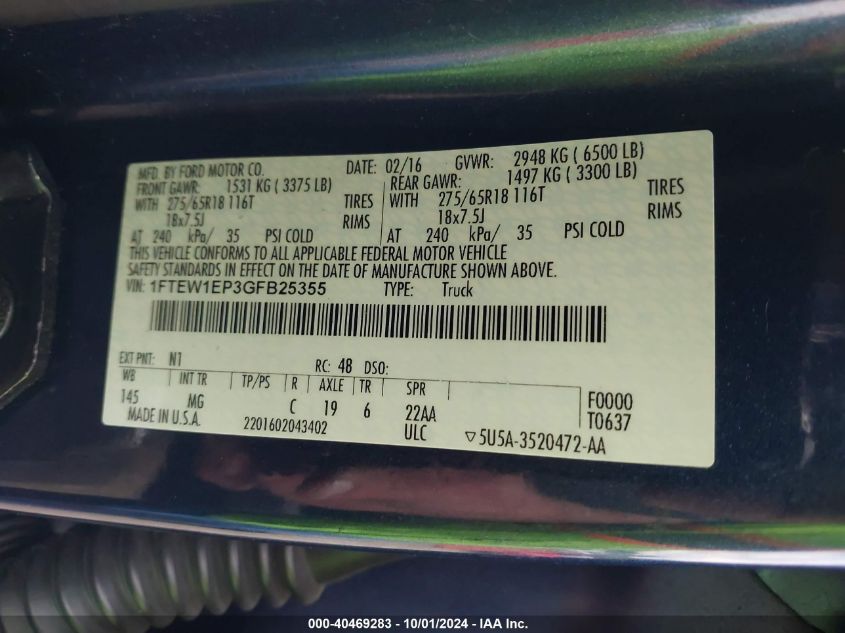 MFD. BY FORD MOTOR CO. DATE: 02/16 GVWR: 2948 KG ( 6500 LB)
FRONT GAWR: 1531 KG ( 3375 LB) REAR GAWR: 1497 KG ( 3300 LB)
WITH 275/65R18 116T TIRES WITH 275/65R18 116T TIRES
18x7.5J RIMS 18x7.5J RIMS
AT 240 kPa/ 35 PSI COLD AT 240 kPa/ 35 PSI COLD
THIS VEHICLE CONFORMS TO ALL APPLICABLE FEDERAL MOTOR VEHICLE
SAFETY STANDARDS IN EFFECT ON THE DATE OF MANUFACTURE SHOWN ABOVE.
VIN: 1FTEW1EP3GFB25355 TYPE: Truck
EXT PNT: N1 RC: 48 DSO:
WB INT TR TP/PS R AXLE TR SPR
145 MG C 19 6 22AA F0000
MADE IN U.S.A. 2201602043402 ULC T0637
▽5U5A-3520472-AA
000-40469283 - 10/01/2024 - IAA Inc.